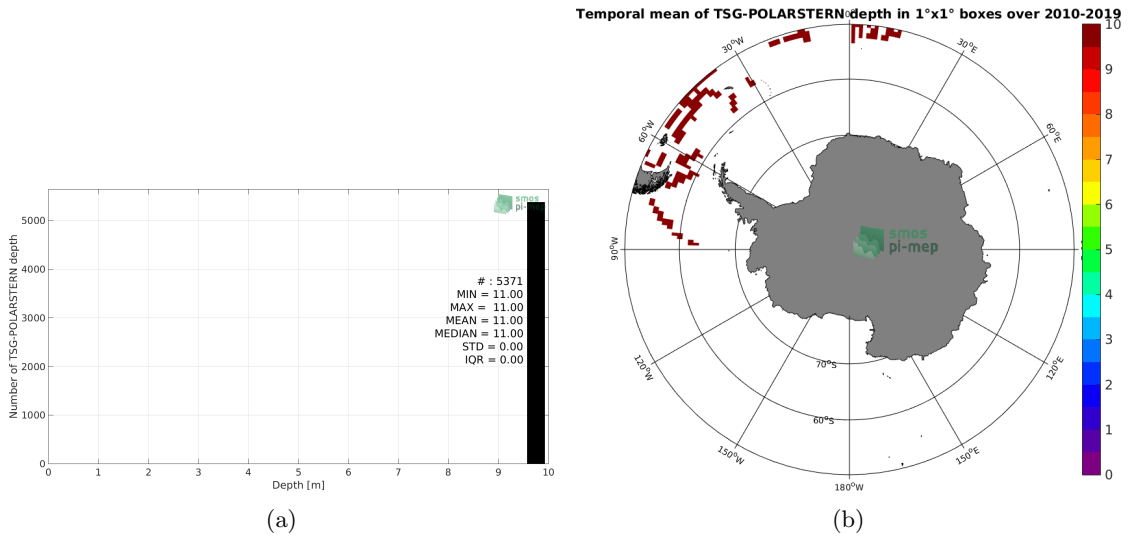 Temporal mean of TSG-POLARSTERN depth in 1°x1° boxes over 2010-2019
Number of TSG-POLARSTERN depth
5000
4000
3000
2000
1000
0
0 1 2 3 4 5 6 7 8 9 10
Depth [m]
smos
pi-mep
# : 5371
MIN = 11.00
MAX = 11.00
MEAN = 11.00
MEDIAN = 11.00
STD = 0.00
IQR = 0.00
(a)
30°W
30°E
60°W
60°E
90°W
120°W
120°E
150°W
150°E
180°W
70°S
60°S
smos
pi-mep
10
9
8
7
6
5
4
3
2
1
0
(b)